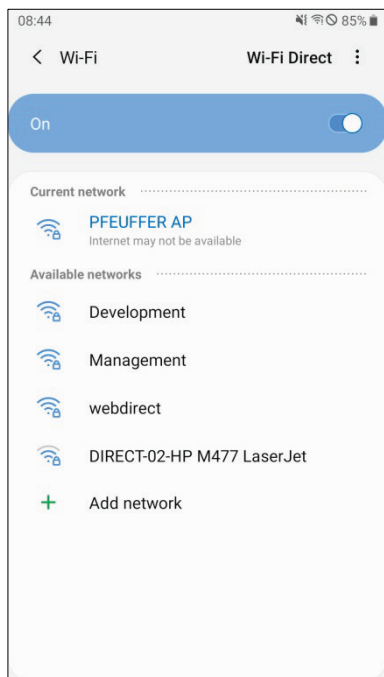 08:44 85%
Wi-Fi Wi-Fi Direct
On
Current network
PFEUFFER AP
Internet may not be available
Available networks
Development
Management
webdirect
DIRECT-02-HP M477 LaserJet
Add network